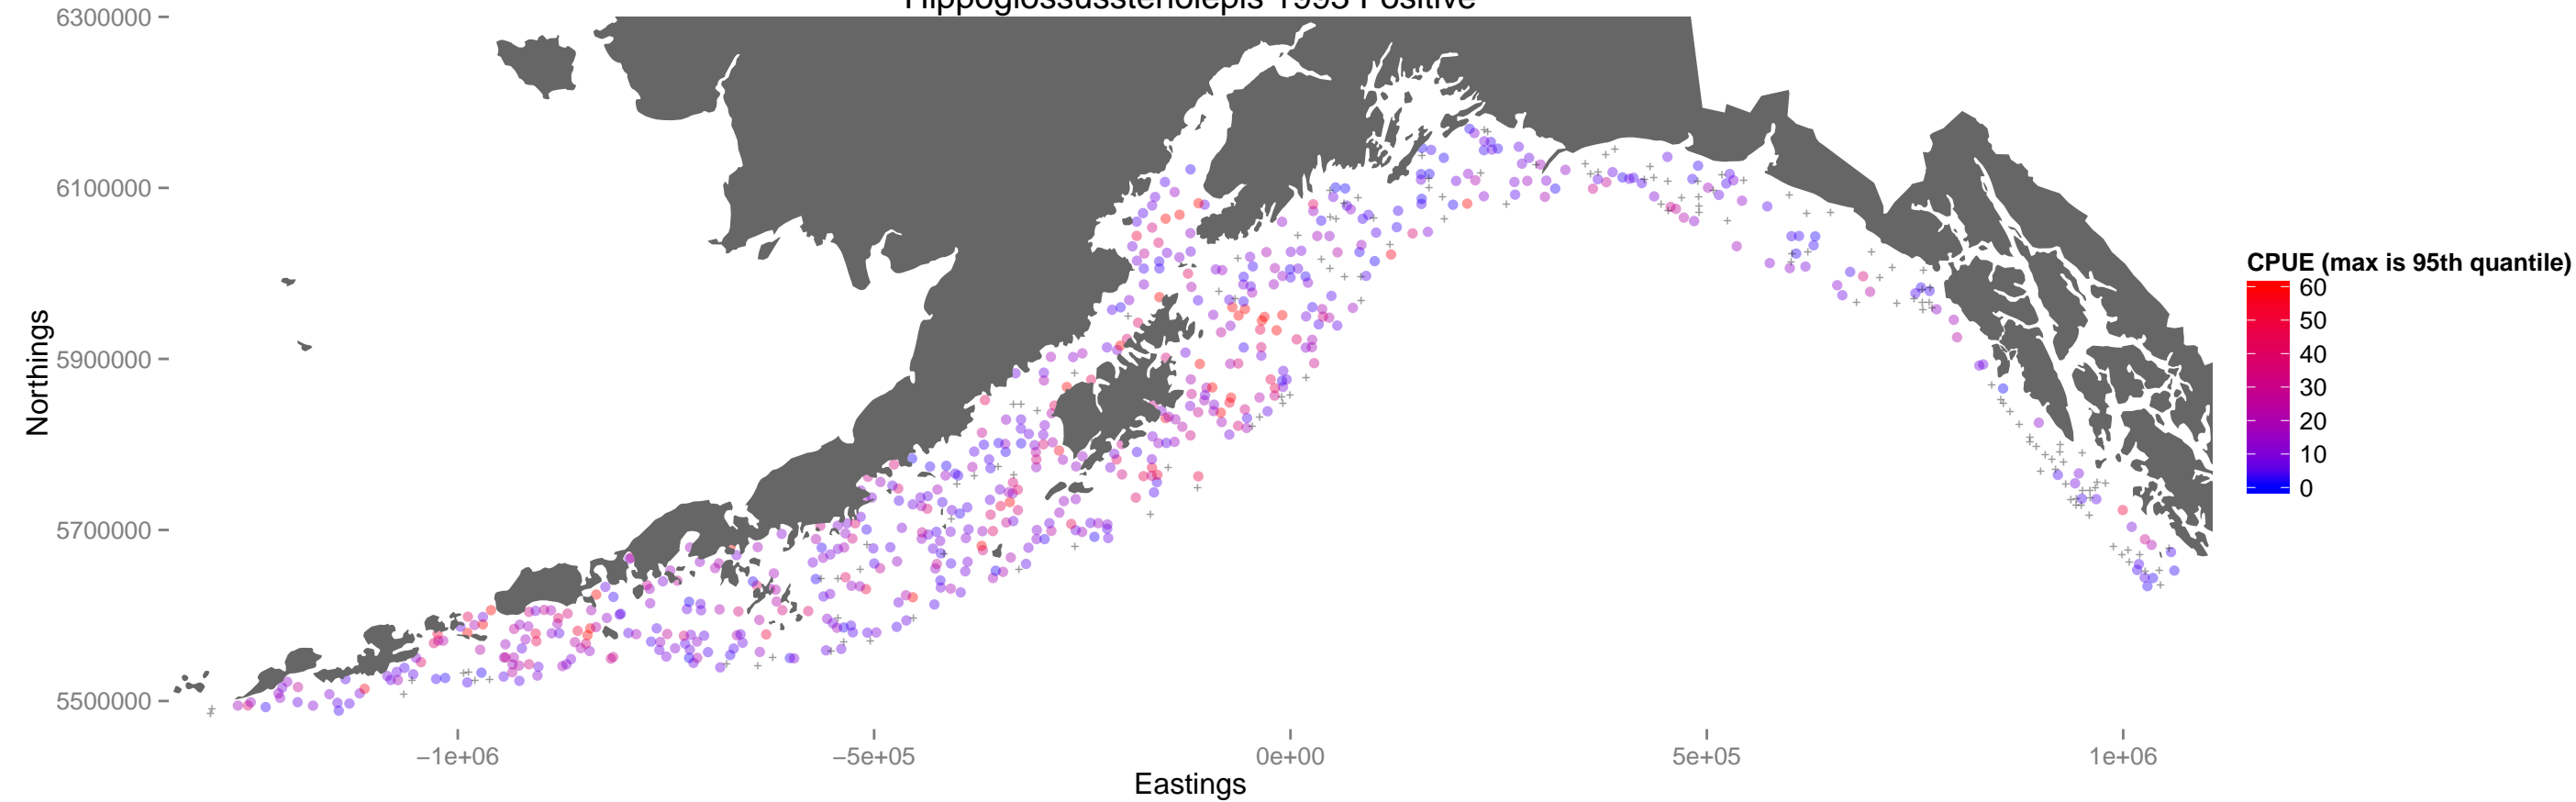 Hippoglossusstenolepis 1993 Positive
6300000
6100000
5900000
5700000
5500000
Northings
−1e+06
−5e+05
0e+00
5e+05
1e+06
Eastings
CPUE (max is 95th quantile)
60
50
40
30
20
10
0